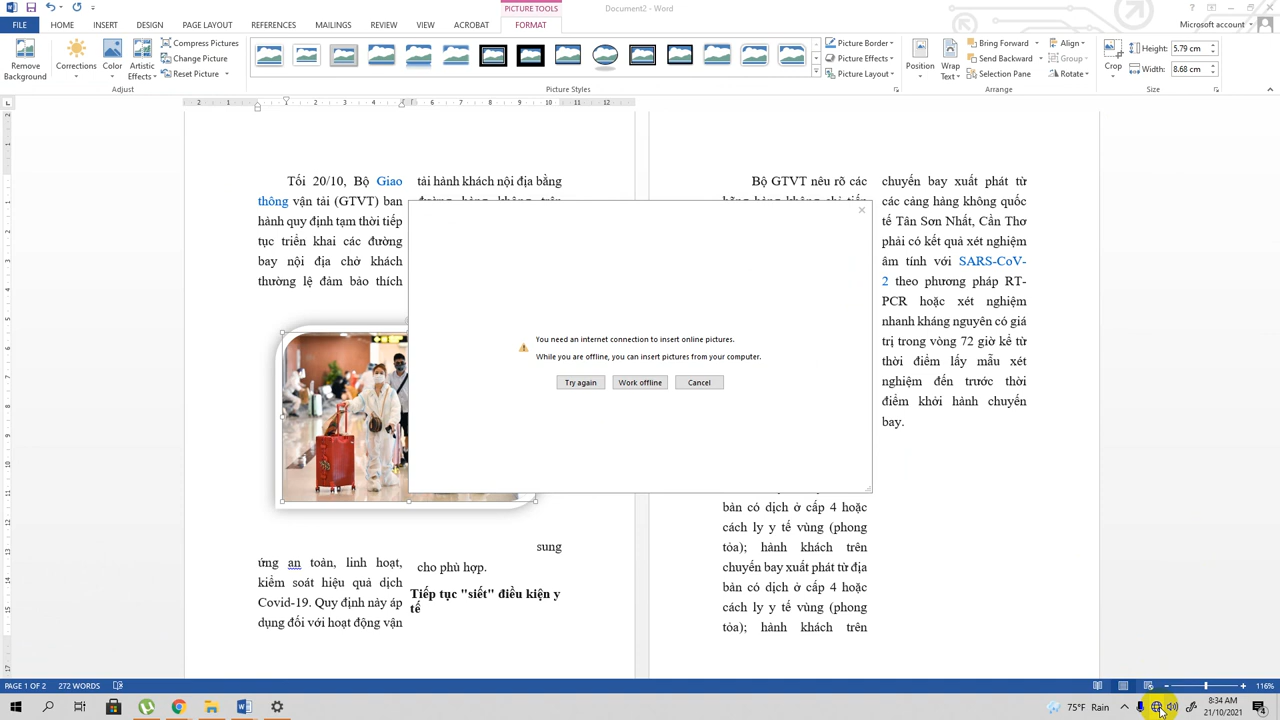 PICTURE TOOLS
Document2 - Word
FILE HOME INSERT DESIGN PAGE LAYOUT REFERENCES MAILINGS REVIEW VIEW ACROBAT FORMAT
Microsoft account
Remove Background
Corrections
Color
Artistic Effects
Compress Pictures
Change Picture
Reset Picture
Picture Border
Picture Effects
Picture Layout
Position
Wrap Text
Bring Forward
Send Backward
Selection Pane
Align
Group
Rotate
Crop
Height: 5.79 cm
Width: 8.68 cm
Adjust
Picture Styles
Arrange
Size
Tối 20/10, Bộ Giao
thông vận tải (GTVT) ban
hành quy định tạm thời tiếp
tục triển khai các đường
bay nội địa chở khách
thường lệ đảm bảo thích
ứng an toàn, linh hoạt,
kiểm soát hiệu quả dịch
Covid-19. Quy định này áp
dụng đối với hoạt động vận
tải hành khách nội địa bằng
sung
cho phù hợp.
Tiếp tục "siết" điều kiện y
tế
You need an internet connection to insert online pictures.
While you are offline, you can insert pictures from your computer.
Try again Work offline Cancel
Bộ GTVT nêu rõ các
bàn có dịch ở cấp 4 hoặc
cách ly y tế vùng (phong
tỏa); hành khách trên
chuyến bay xuất phát từ địa
bàn có dịch ở cấp 4 hoặc
cách ly y tế vùng (phong
tỏa); hành khách trên
chuyến bay xuất phát từ
các cảng hàng không quốc
tế Tân Sơn Nhất, Cần Thơ
phải có kết quả xét nghiệm
âm tính với SARS-CoV-
2 theo phương pháp RT-
PCR hoặc xét nghiệm
nhanh kháng nguyên có giá
trị trong vòng 72 giờ kể từ
thời điểm lấy mẫu xét
nghiệm đến trước thời
điểm khởi hành chuyến
bay.
PAGE 1 OF 2 272 WORDS
116%
75°F Rain
8:34 AM
21/10/2021